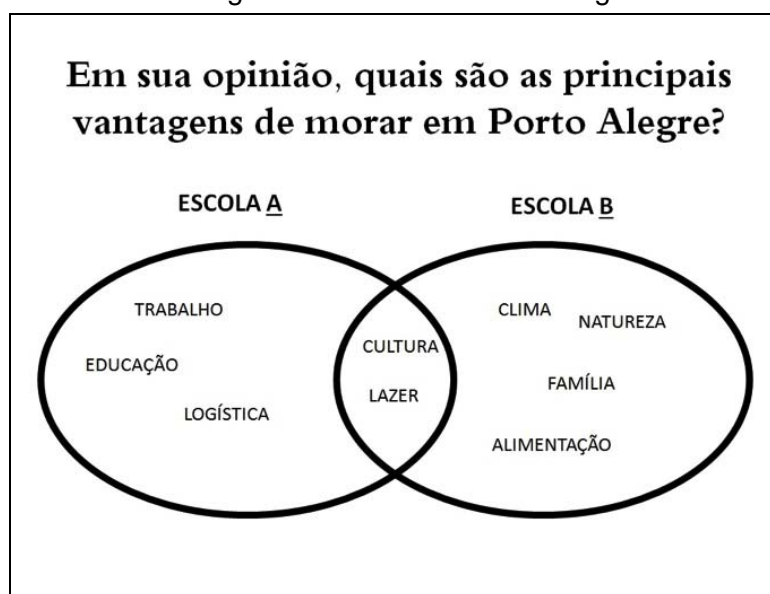 Em sua opinião, quais são as principais
vantagens de morar em Porto Alegre?
ESCOLA A
ESCOLA B
TRABALHO
EDUCAÇÃO
LOGÍSTICA
CULTURA
LAZER
CLIMA
NATUREZA
FAMÍLIA
ALIMENTAÇÃO